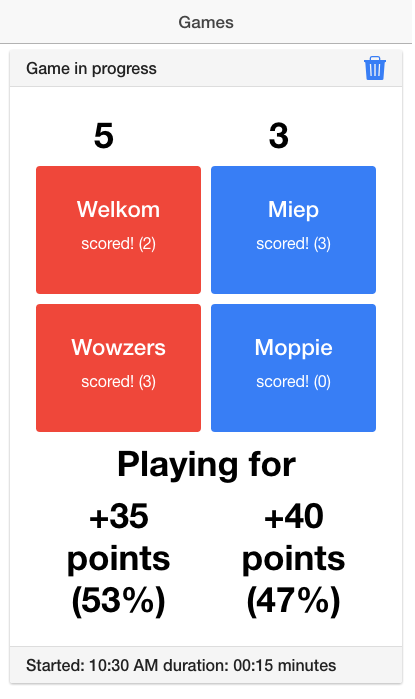 Games
Game in progress
5 3
Welkom Miep
scored! (2) scored! (3)
Wowzers Moppie
scored! (3) scored! (0)
Playing for
+35 +40
points points
(53%) (47%)
Started: 10:30 AM duration: 00:15 minutes